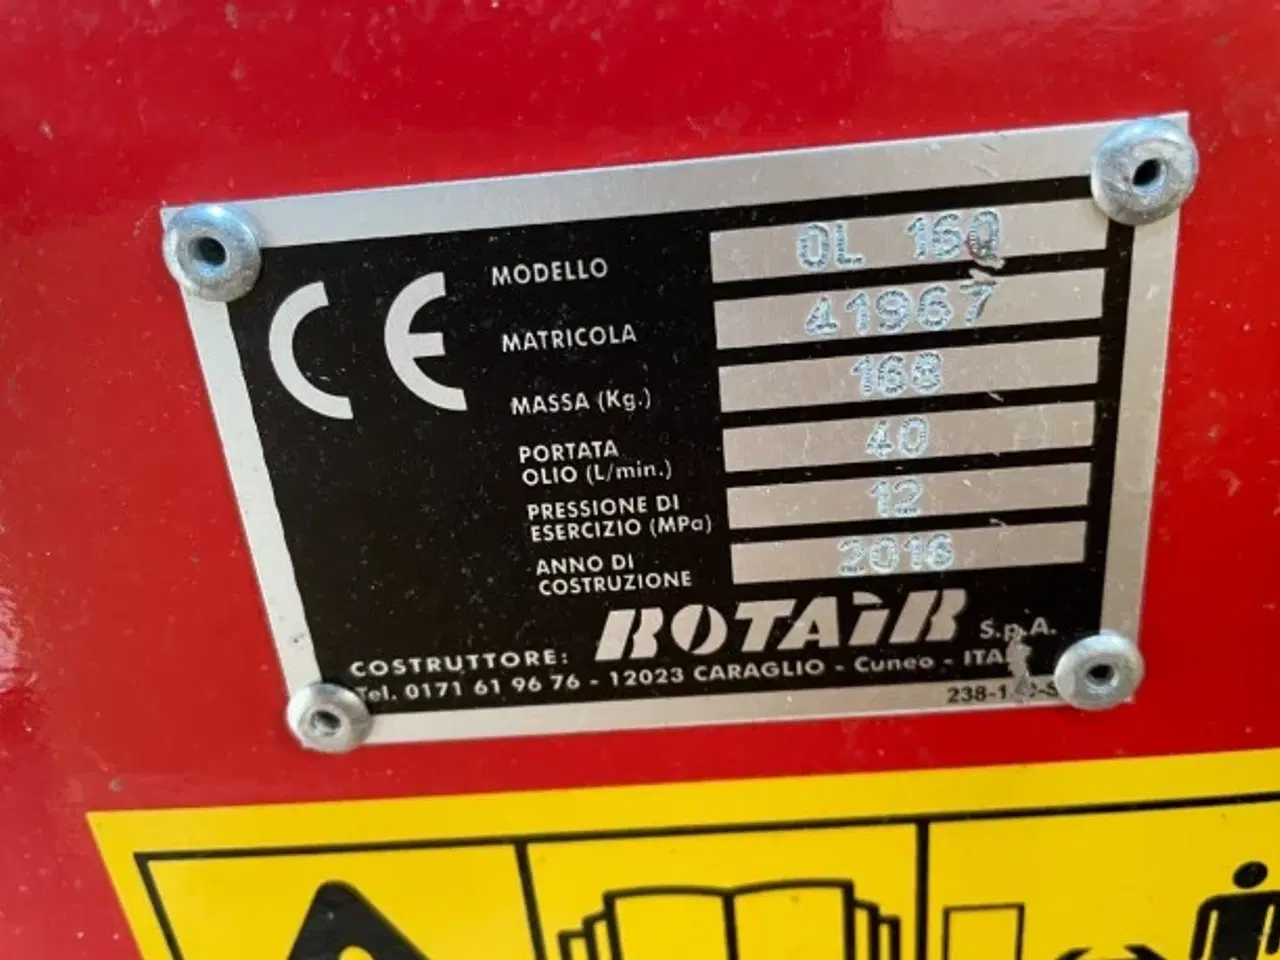 CE
MODELLO OL 160
MATRICOLA 41967
MASSA (Kg.) 168
PORTATA
OLIO (L/min.) 40
PRESSIONE DI
ESERCIZIO (MPa) 12
ANNO DI
COSTRUZIONE 2016
COSTRUTTORE: ROTAIR S.p.A.
Tel. 0171 61 96 76 - 12023 CARAGLIO - Cuneo -